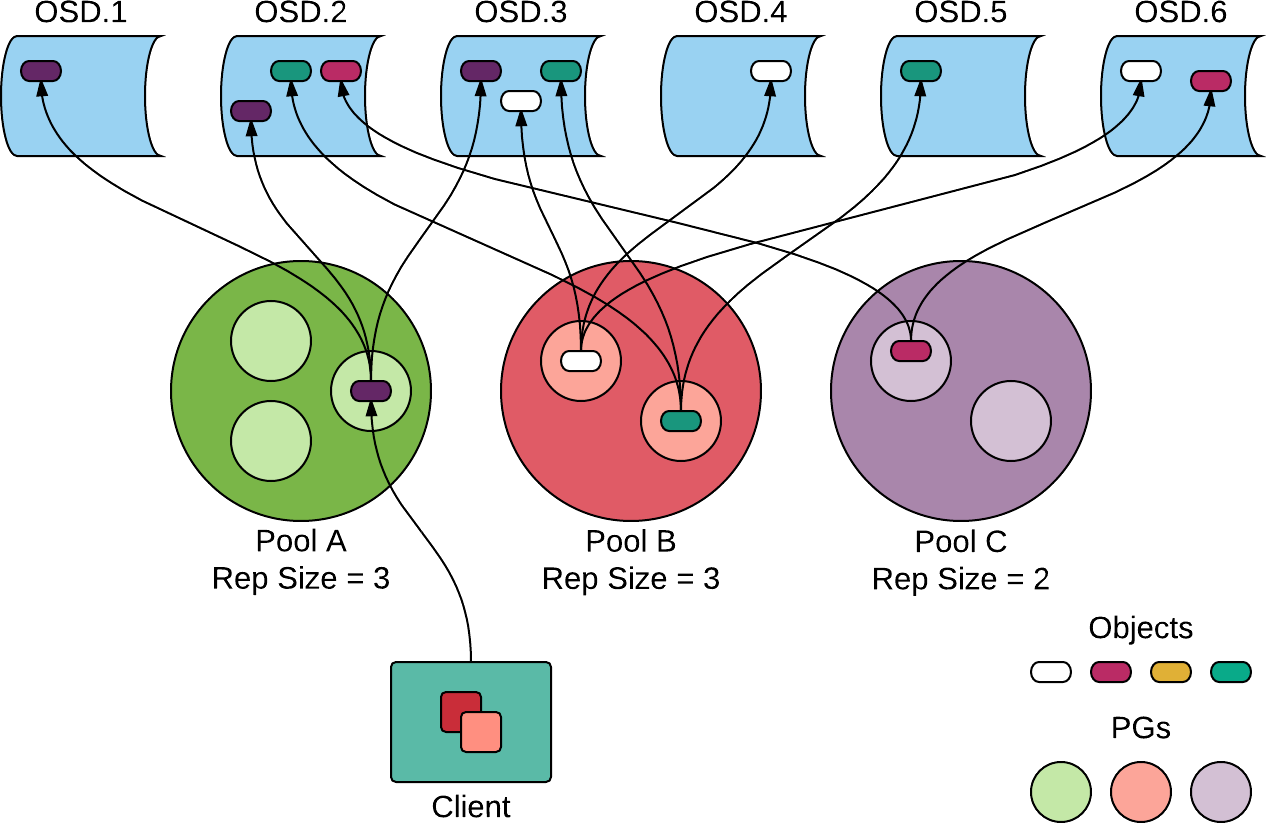 OSD.1
OSD.2
OSD.3
OSD.4
OSD.5
OSD.6
Pool A
Rep Size = 3
Pool B
Rep Size = 3
Pool C
Rep Size = 2
Objects
PGs
Client